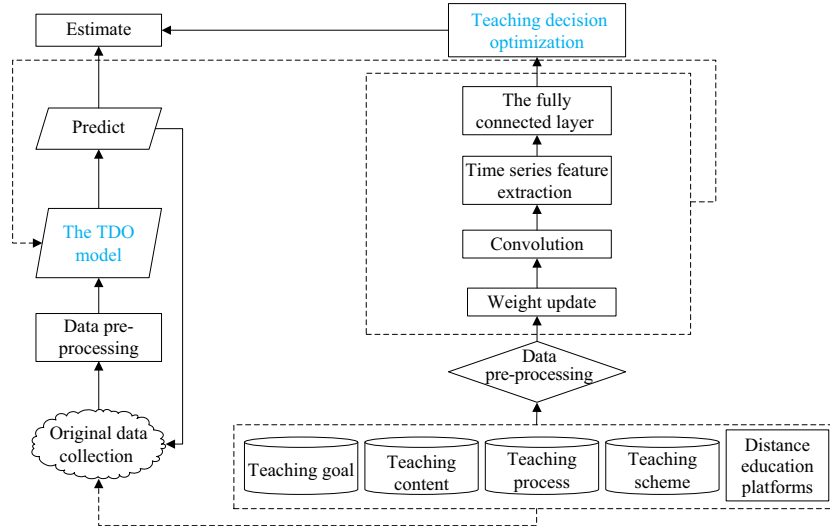 Estimate
Teaching decision
optimization
The fully
connected layer
Predict
Time series feature
extraction
The TDO
model
Convolution
Weight update
Data pre-
processing
Data
pre-processing
Original data
collection
Teaching goal
Teaching
content
Teaching
process
Teaching
scheme
Distance
education
platforms